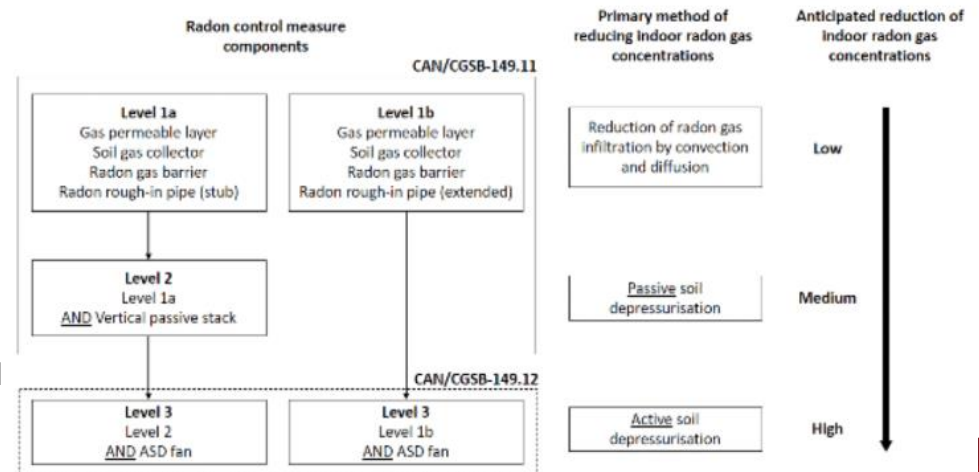 Radon control measure
components
Primary method of
reducing indoor radon gas
concentrations
Anticipated reduction of
indoor radon gas
concentrations
CAN/CGSB-149.11
Level 1a
Gas permeable layer
Soil gas collector
Radon gas barrier
Radon rough-in pipe (stub)
Level 1b
Gas permeable layer
Soil gas collector
Radon gas barrier
Radon rough-in pipe (extended)
Reduction of radon gas
infiltration by convection
and diffusion
Low
Level 2
Level 1a
AND Vertical passive stack
Passive soil
depressurisation
Medium
CAN/CGSB-149.12
Level 3
Level 2
AND ASD fan
Level 3
Level 1b
AND ASD fan
Active soil
depressurisation
High